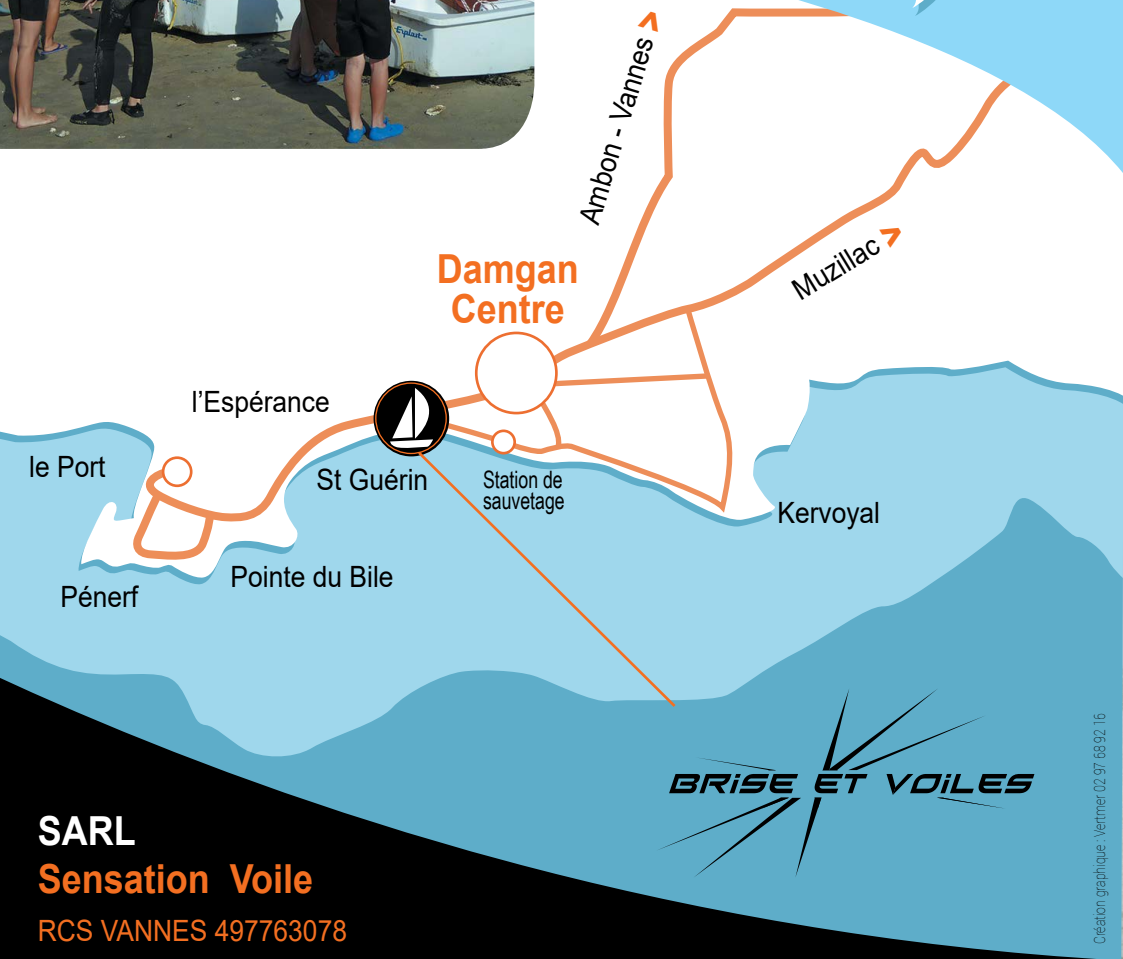 Explast
Ambon - Vannes >
Muzillac >
Damgan
Centre
l'Espérance
le Port
St Guérin
Station de
sauvetage
Kervoyal
Pointe du Bile
Pénerf
BRiSE ET VOiLES
SARL
Sensation Voile
RCS VANNES 497763078
Création graphique : Vertmer 02 97 68 92 16